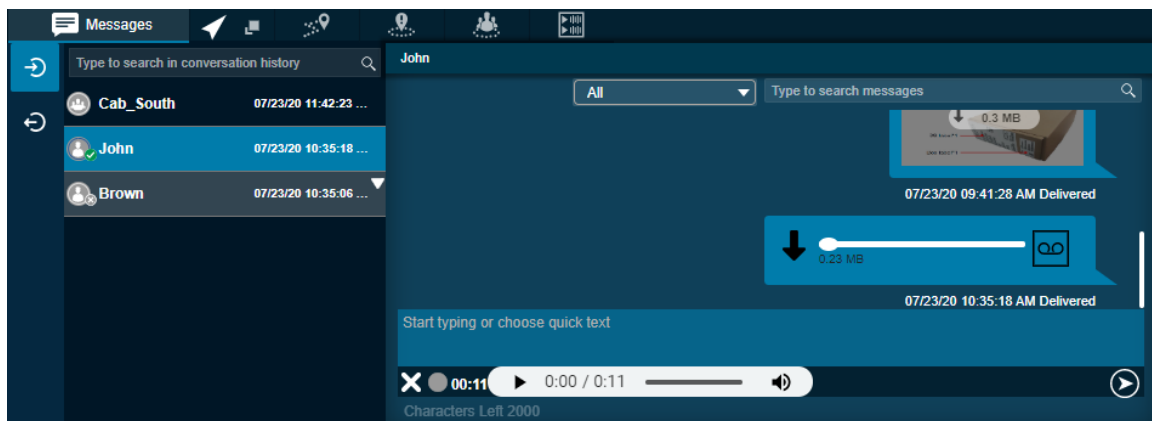 Messages
Type to search in conversation history
Cab_South 07/23/20 11:42:23 ...
John 07/23/20 10:35:18 ...
Brown 07/23/20 10:35:06 ...
John
All
Type to search messages
0.3 MB
07/23/20 09:41:28 AM Delivered
0.23 MB
07/23/20 10:35:18 AM Delivered
Start typing or choose quick text
00:11 0:00 / 0:11
Characters Left 2000